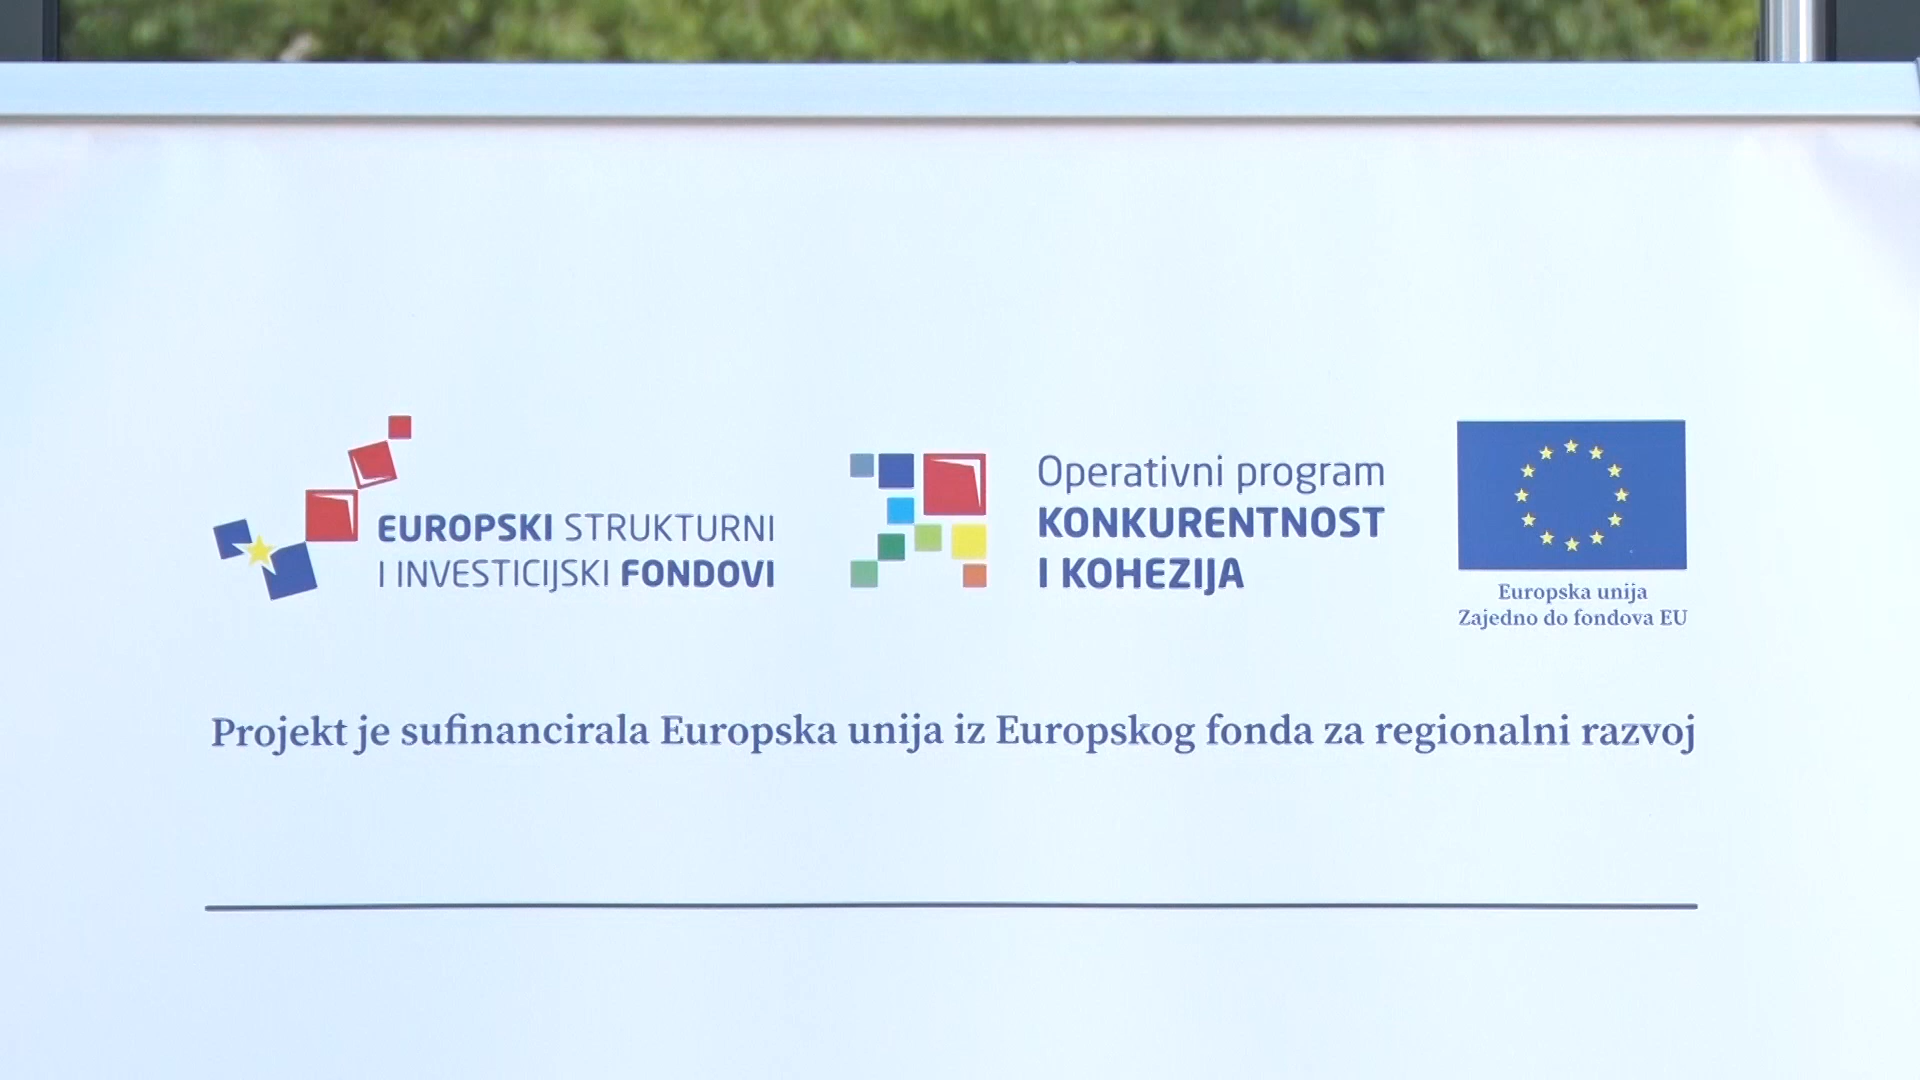 EUROPSKI STRUKTURNI
I INVESTICIJSKI FONDOVI
Operativni program
KONKURENTNOST
I KOHEZIJA
Europska unija
Zajedno do fondova EU
Projekt je sufinancirala Europska unija iz Europskog fonda za regionalni razvoj